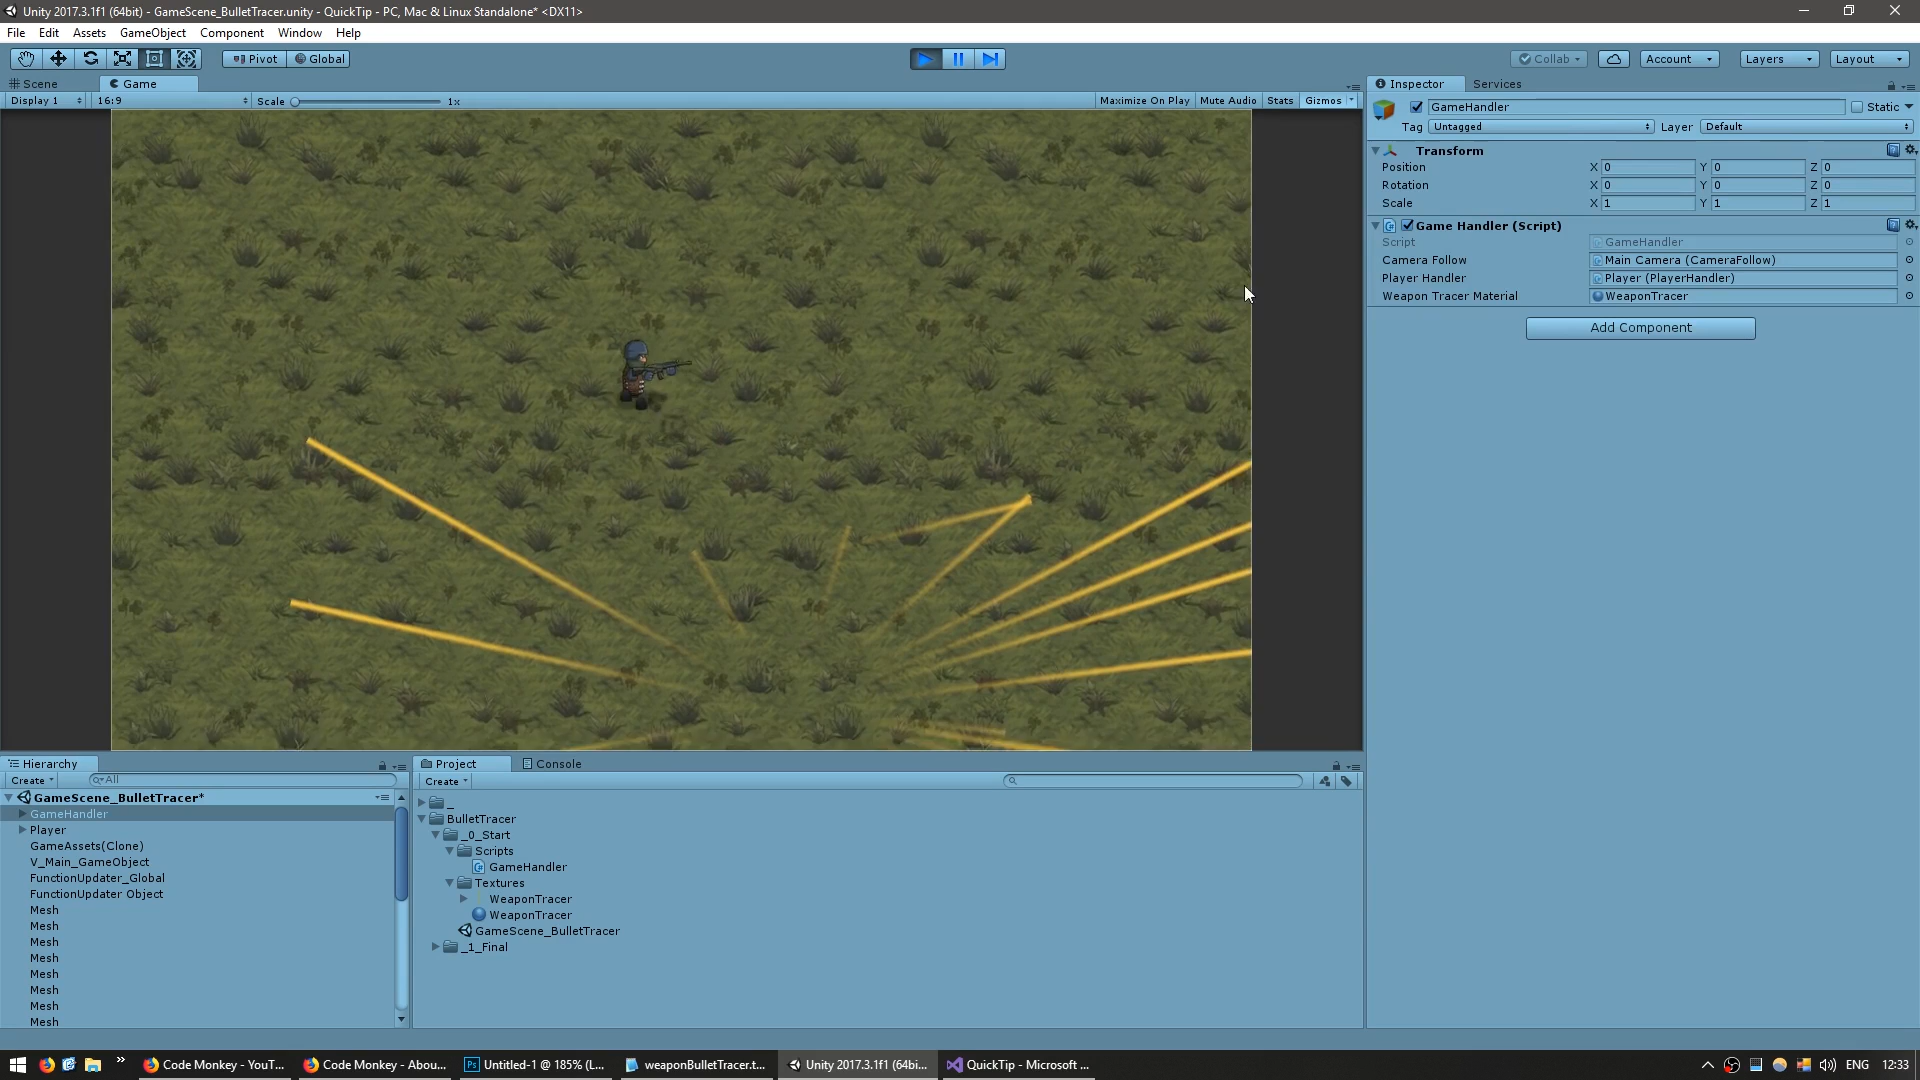 Unity 2017.3.1f1 (64bit) - GameScene_BulletTracer.unity - QuickTip - PC, Mac & Linux Standalone* <DX11>
File Edit Assets GameObject Component Window Help
Pivot Global Collab Account Layers Layout
Scene Game Inspector Services
Display 1 16:9 Scale 1x Maximize On Play Mute Audio Stats Gizmos
GameHandler Static
Tag Untagged Layer Default
Transform
Position X 0 Y 0 Z 0
Rotation X 0 Y 0 Z 0
Scale X 1 Y 1 Z 1
Game Handler (Script)
Script GameHandler
Camera Follow Main Camera (CameraFollow)
Player Handler Player (PlayerHandler)
Weapon Tracer Material WeaponTracer
Add Component
Hierarchy
Create All
GameScene_BulletTracer*
GameHandler
Player
GameAssets(Clone)
V_Main_GameObject
FunctionUpdater_Global
FunctionUpdater Object
Mesh
Mesh
Mesh
Mesh
Mesh
Mesh
Mesh
Mesh
Project Console
Create
_
BulletTracer
_0_Start
Scripts
GameHandler
Textures
WeaponTracer
WeaponTracer
GameScene_BulletTracer
_1_Final
Code Monkey - YouT... Code Monkey - Abou... Untitled-1 @ 185% (L... weaponBulletTracer.t... Unity 2017.3.1f1 (64bi... QuickTip - Microsoft ... ENG 12:33